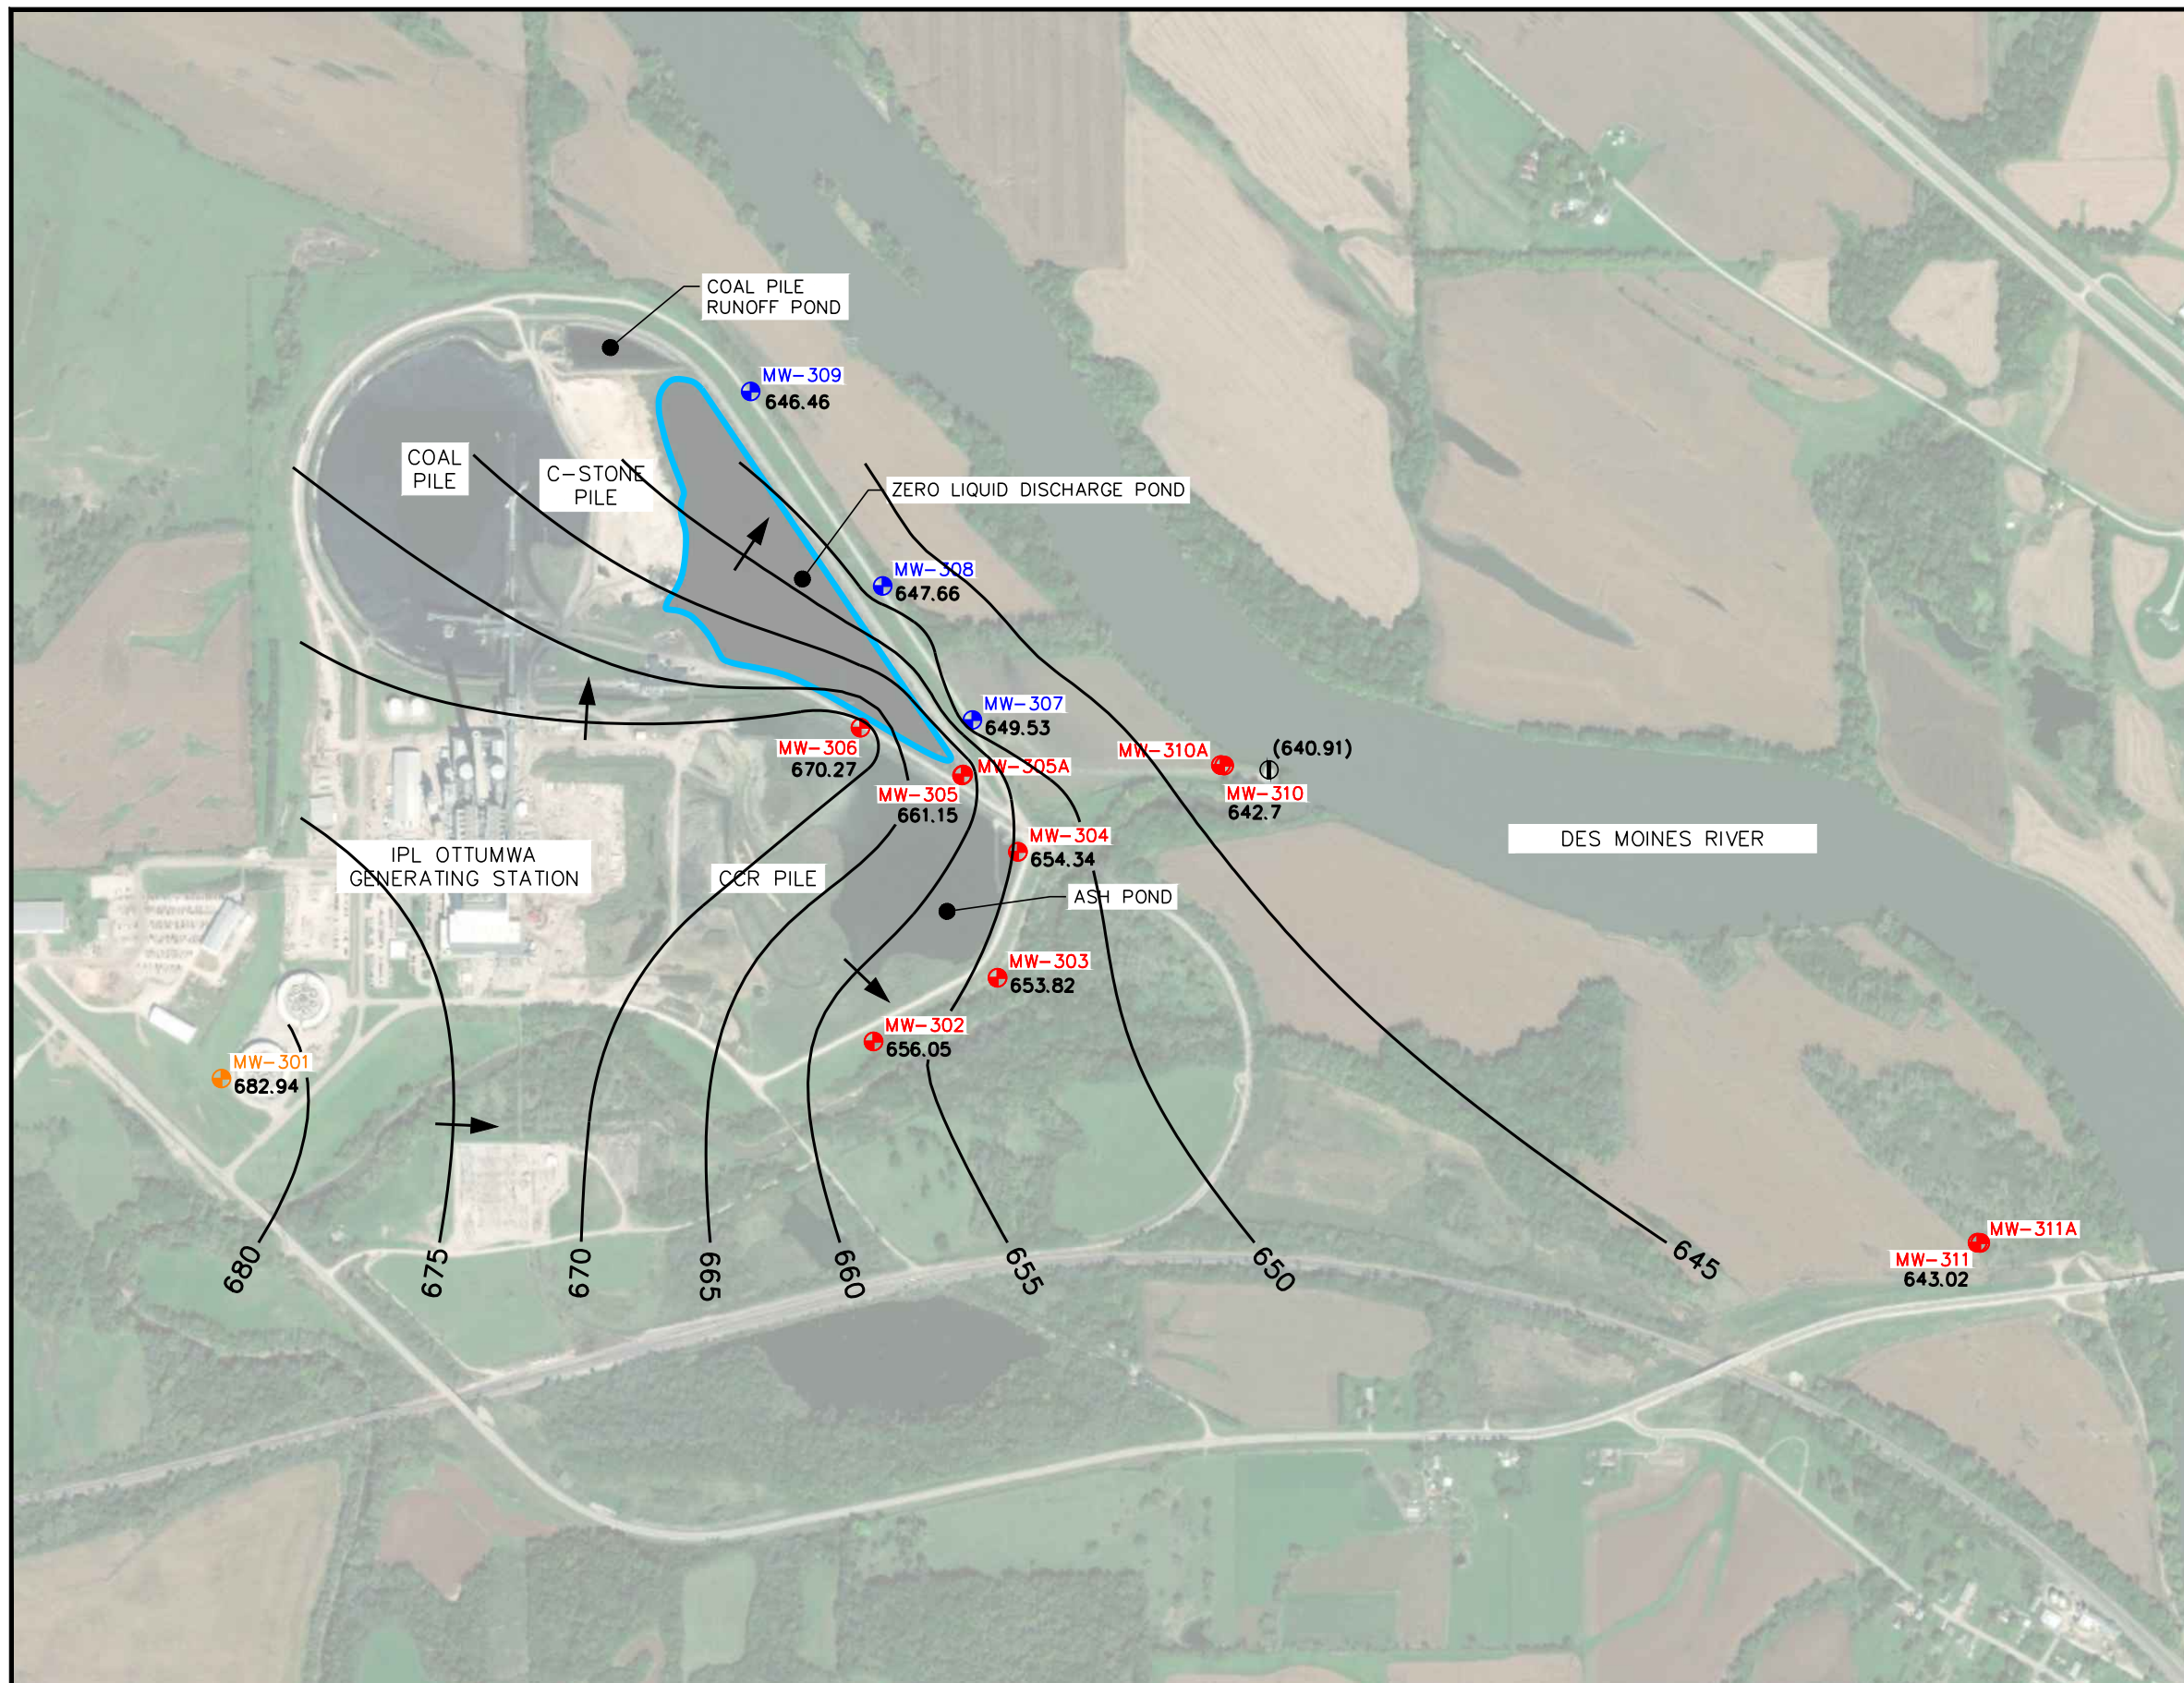 COAL PILE
RUNOFF POND
MW-309
646.46
COAL
PILE
C-STONE
PILE
ZERO LIQUID DISCHARGE POND
MW-308
647.66
MW-307
649.53
MW-306
670.27
MW-305A
MW-305
661.15
MW-310A
(640.91)
MW-310
642.7
MW-304
654.34
DES MOINES RIVER
IPL OTTUMWA
GENERATING STATION
CCR PILE
ASH POND
MW-303
653.82
MW-302
656.05
MW-301
682.94
MW-311A
MW-311
643.02
680
675
670
695
660
655
650
645